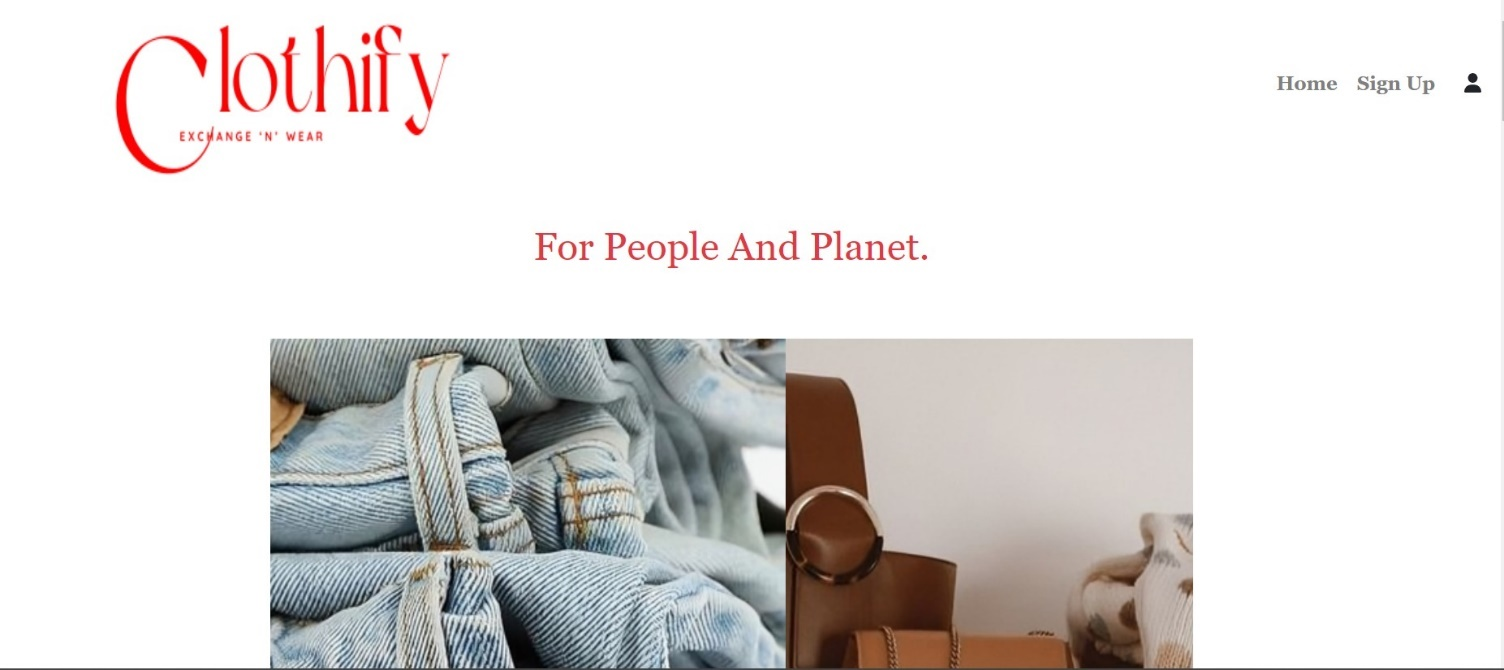 Clothify
EXCHANGE 'N' WEAR
Home Sign Up
For People And Planet.